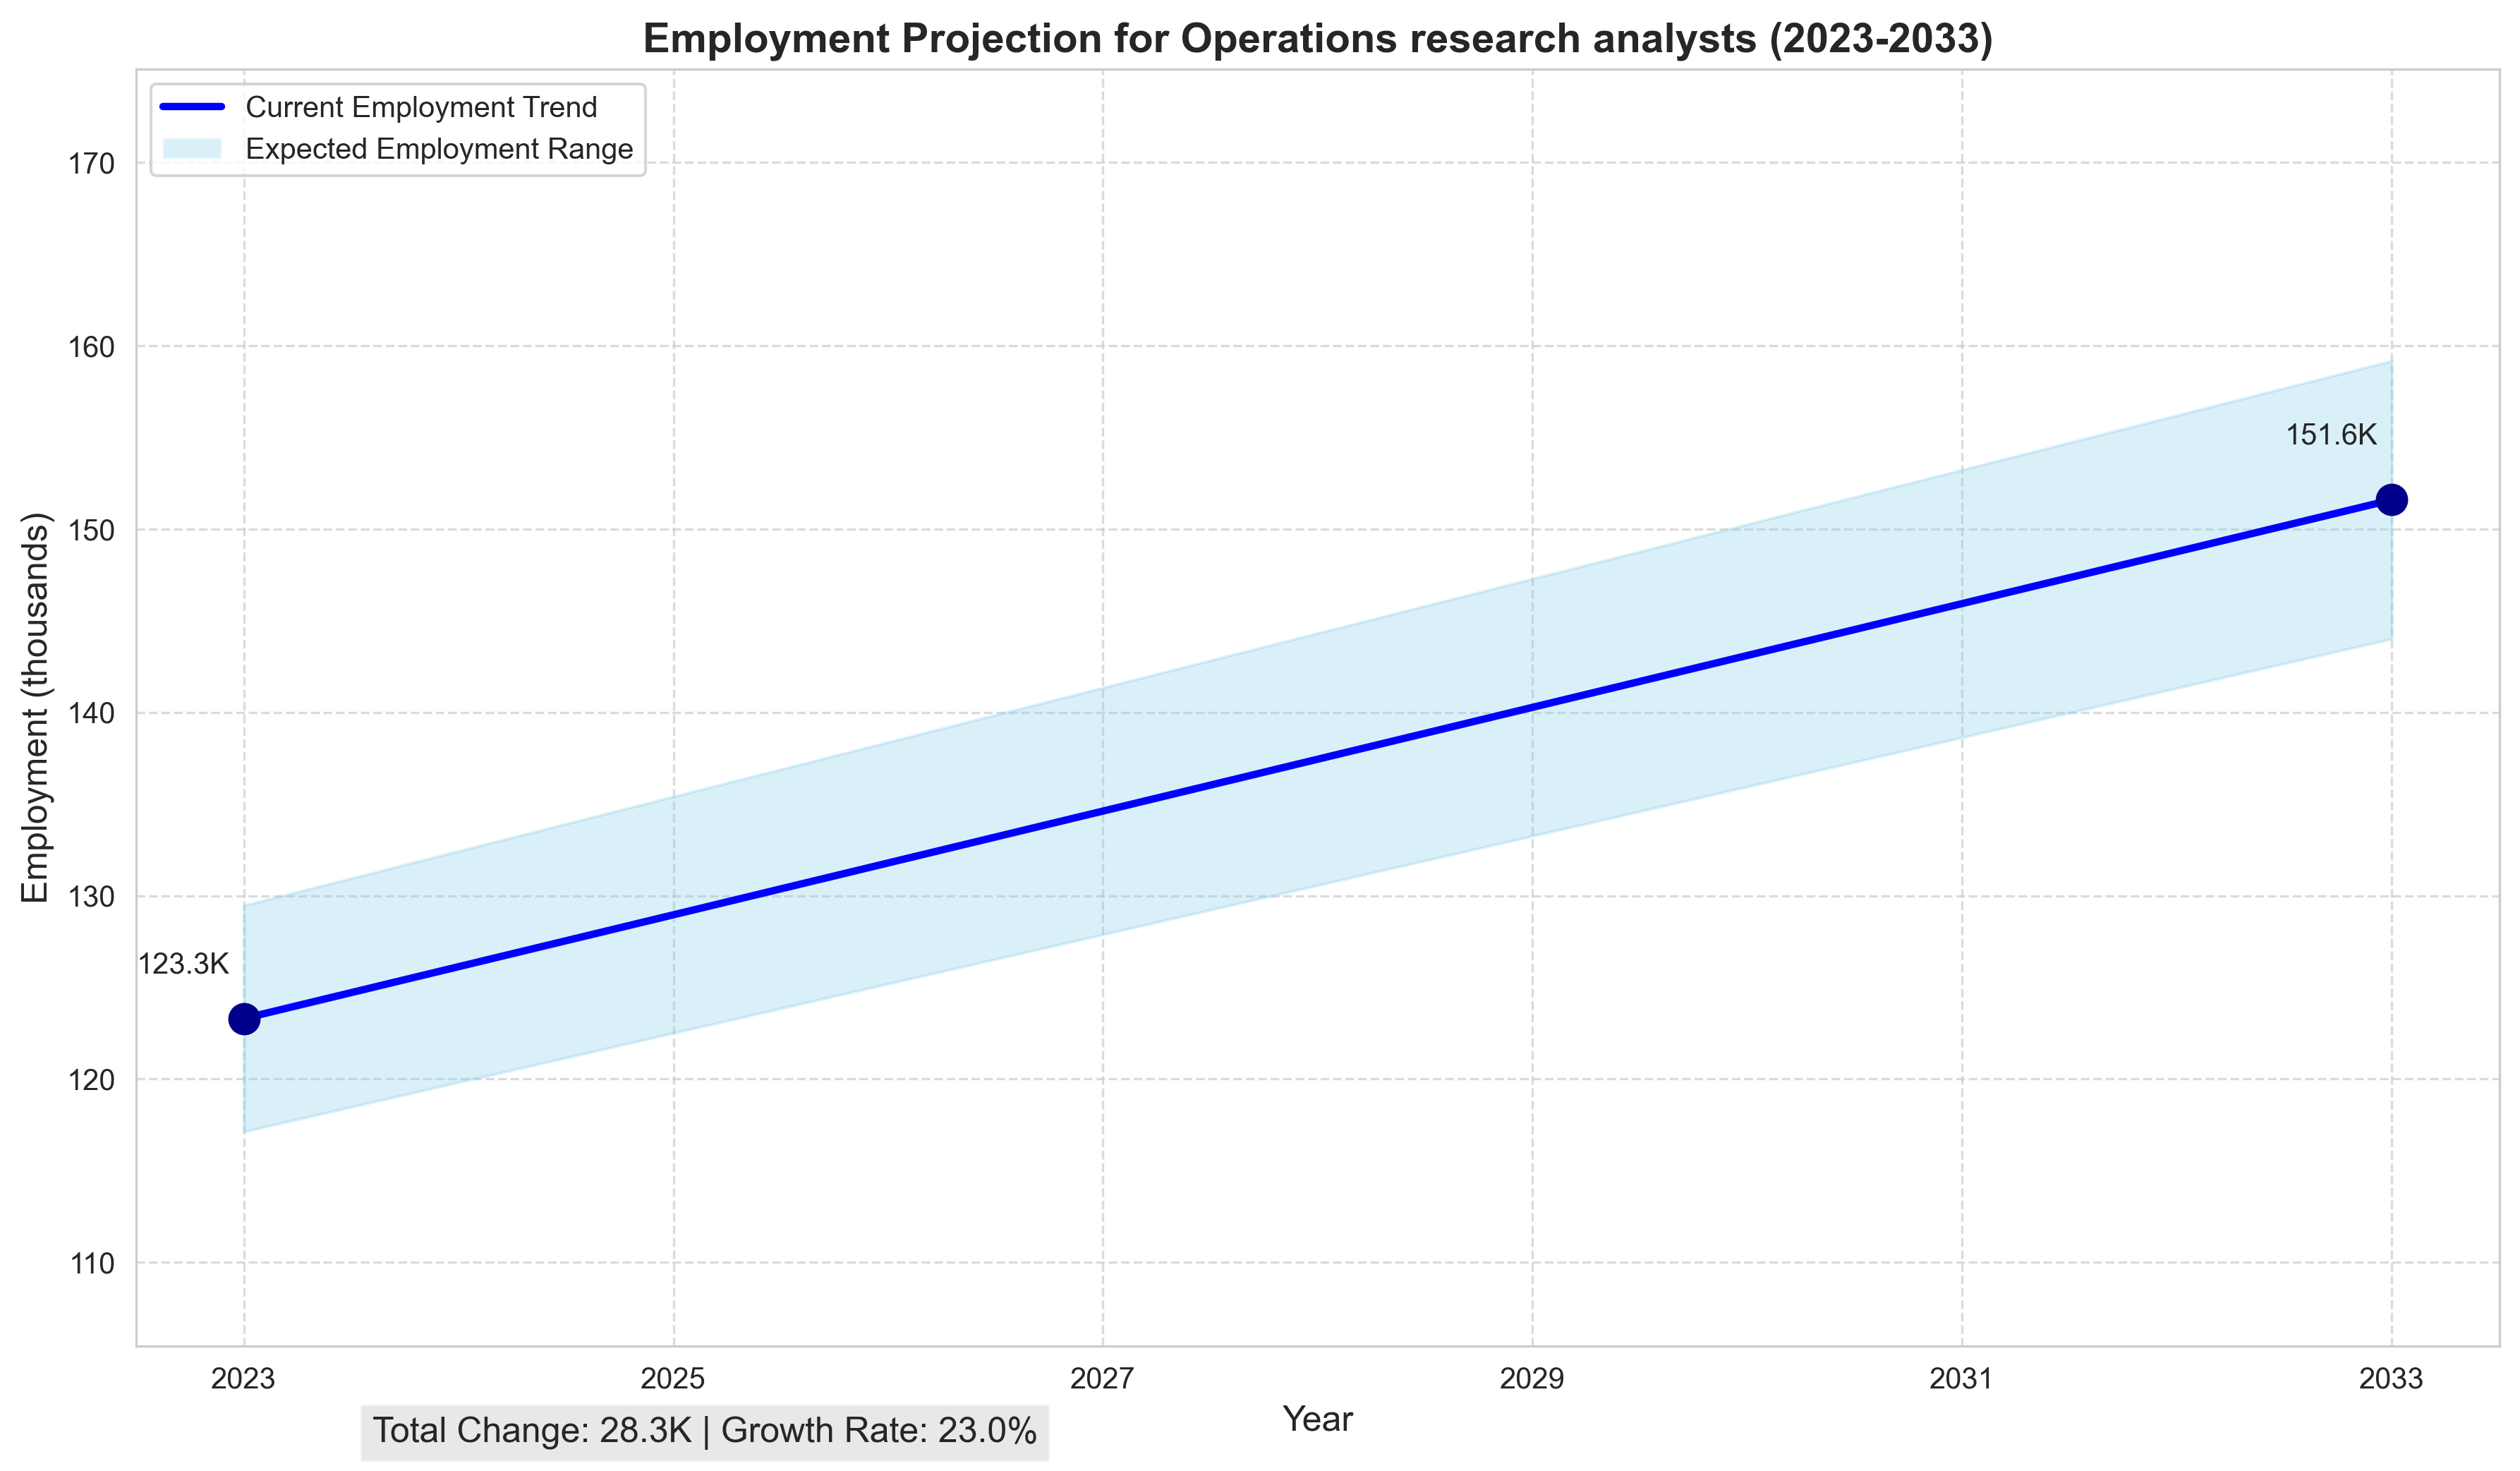 Employment Projection for Operations research analysts (2023-2033)
Current Employment Trend
Expected Employment Range
Employment (thousands)
170
160
150
140
130
120
110
123.3K
151.6K
2023
2025
2027
2029
2031
2033
Year
Total Change: 28.3K | Growth Rate: 23.0%